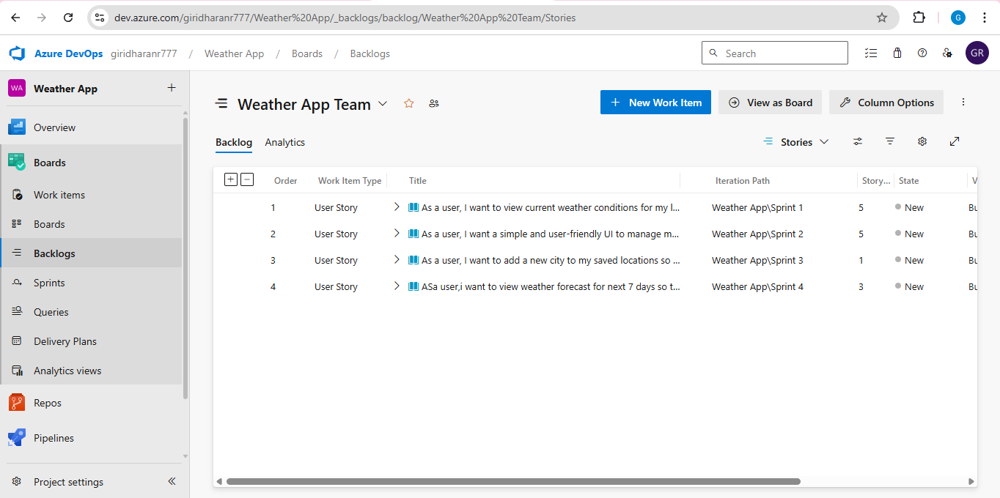 dev.azure.com/giridharanr777/Weather%20App/_backlogs/backlog/Weather%20App%20Team/Stories
G
Azure DevOps giridharanr777 / Weather App / Boards / Backlogs
Search
GR
WA Weather App +
Overview
Boards
Work items
Boards
Backlogs
Sprints
Queries
Delivery Plans
Analytics views
Repos
Pipelines
Project settings
Weather App Team
+ New Work Item
View as Board
Column Options
Backlog Analytics
Stories
Order Work Item Type Title Iteration Path Story... State V
1 User Story As a user, I want to view current weather conditions for my l... Weather App\Sprint 1 5 New Bu
2 User Story As a user, I want a simple and user-friendly UI to manage m... Weather App\Sprint 2 5 New Bu
3 User Story As a user, I want to add a new city to my saved locations so ... Weather App\Sprint 3 1 New Bu
4 User Story ASa user,i want to view weather forecast for next 7 days so t... Weather App\Sprint 4 3 New Bu